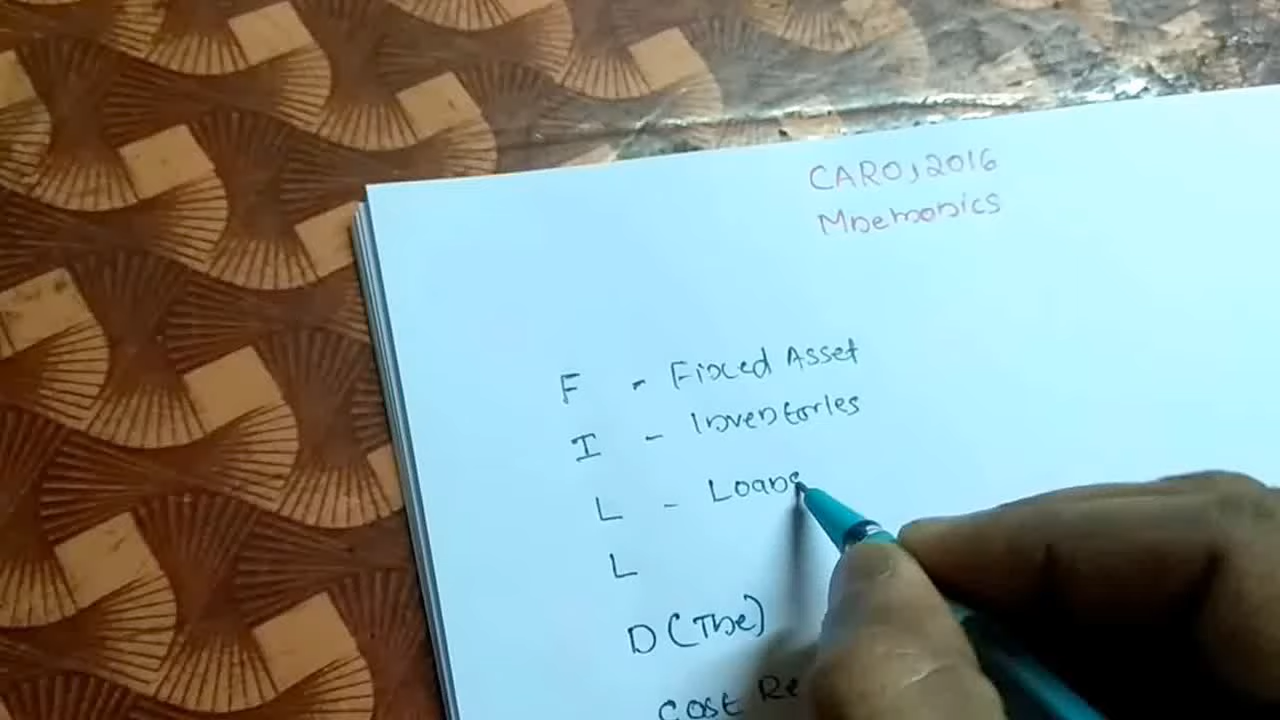 CARO,2016
Mnemonics
F - Fixed Asset
I - Inventories
L - Loans
L
D (The)
Cost Re